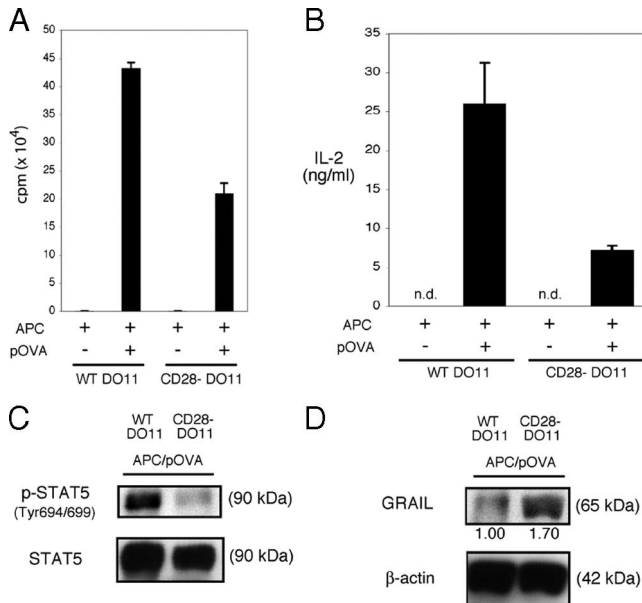 A
50
45
40
35
30
25
20
15
10
5
0
cpm (x 10⁴)
APC + + + +
pOVA - + - +
WT DO11 CD28- DO11
B
35
30
25
20
15
10
5
0
IL-2
(ng/ml)
n.d. n.d.
APC + + + +
pOVA - + - +
WT DO11 CD28- DO11
C
WT CD28-
DO11 DO11
APC/pOVA
p-STAT5 (90 kDa)
(Tyr694/699)
STAT5 (90 kDa)
D
WT CD28-
DO11 DO11
APC/pOVA
GRAIL (65 kDa)
1.00 1.70
β-actin (42 kDa)